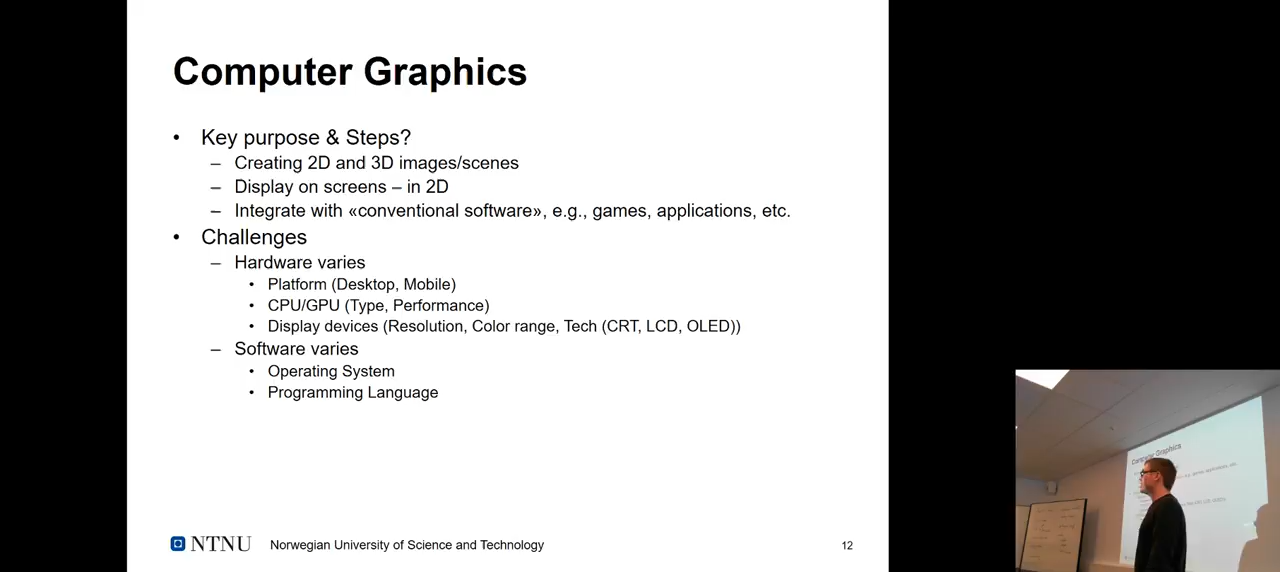 Computer Graphics
• Key purpose & Steps?
– Creating 2D and 3D images/scenes
– Display on screens – in 2D
– Integrate with «conventional software», e.g., games, applications, etc.
• Challenges
– Hardware varies
• Platform (Desktop, Mobile)
• CPU/GPU (Type, Performance)
• Display devices (Resolution, Color range, Tech (CRT, LCD, OLED))
– Software varies
• Operating System
• Programming Language
NTNU Norwegian University of Science and Technology 12
Computer Graphics